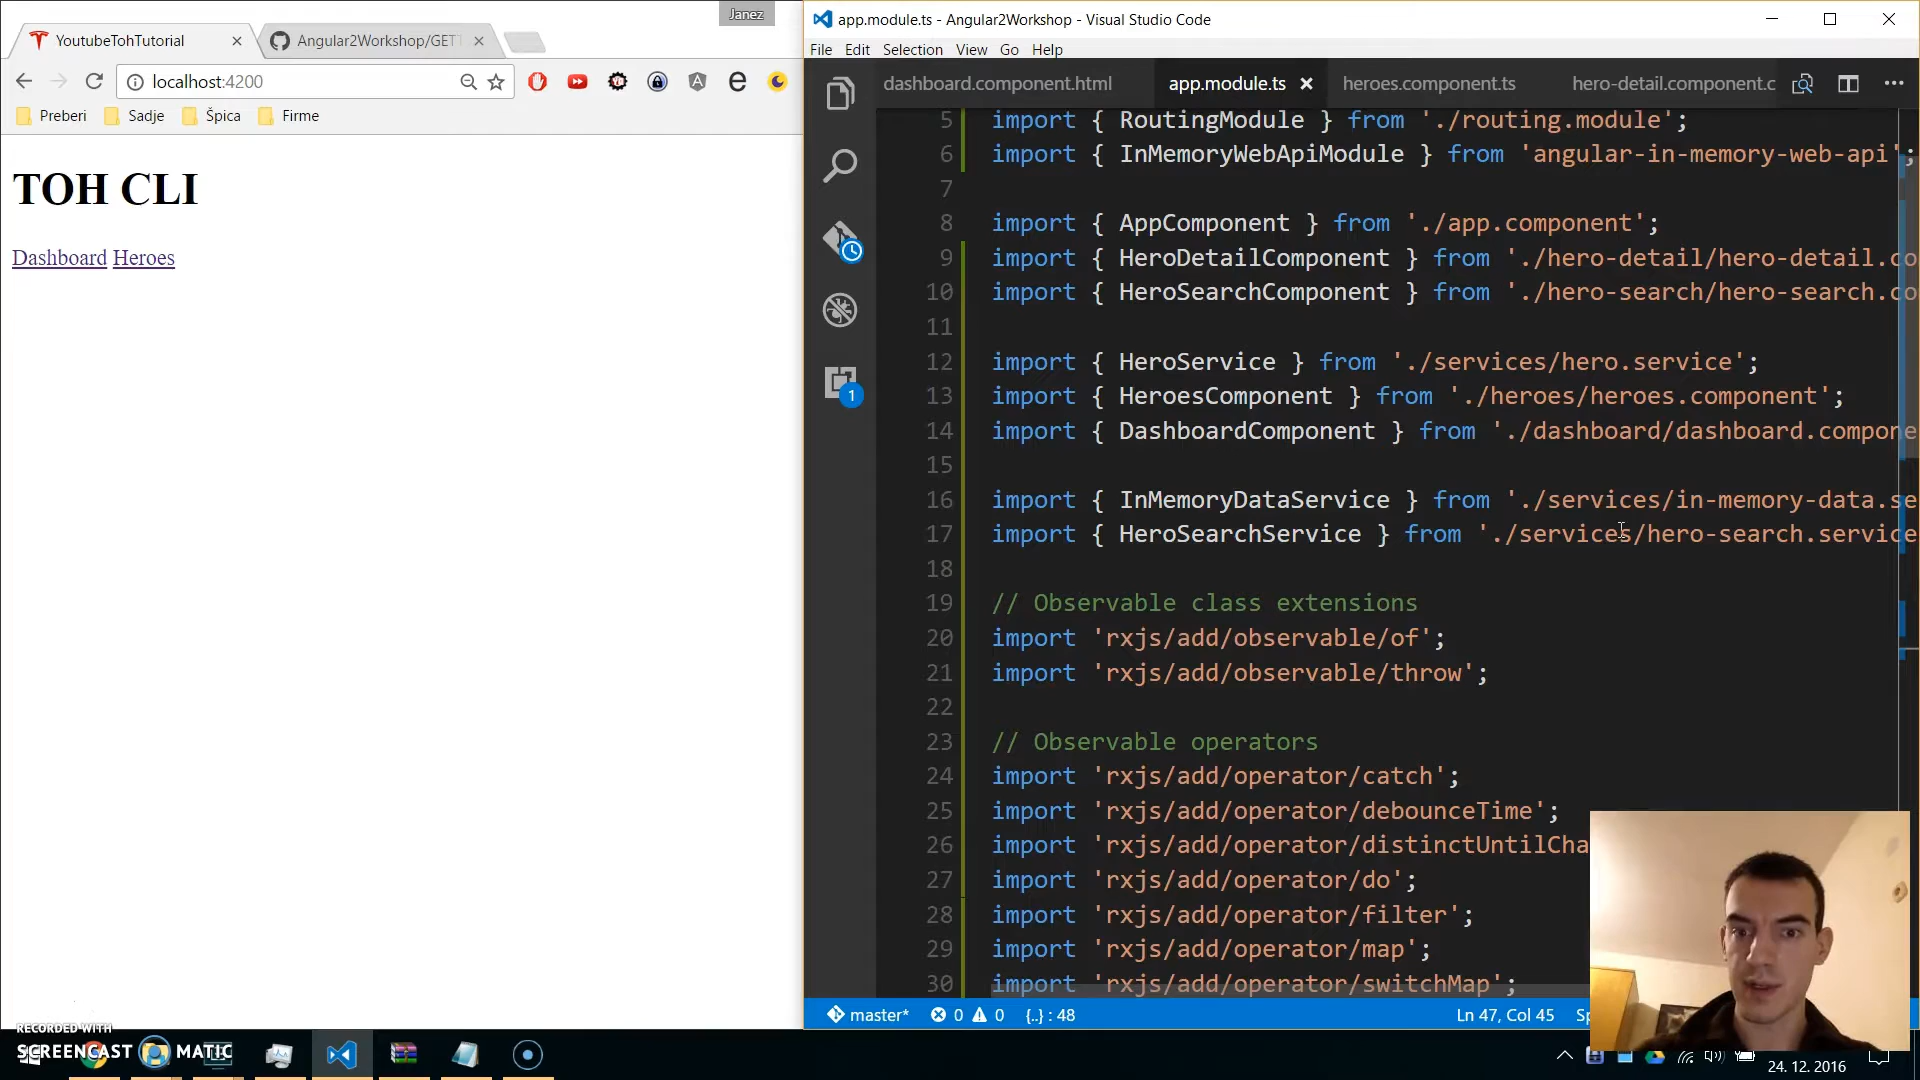 Janez
YoutubeTohTutorial
Angular2Workshop/GET
localhost:4200
Preberi
Sadje
Špica
Firme
TOH CLI
Dashboard Heroes
app.module.ts - Angular2Workshop - Visual Studio Code
File Edit Selection View Go Help
dashboard.component.html
app.module.ts
heroes.component.ts
hero-detail.component.c
5 import { RoutingModule } from './routing.module';
6 import { InMemoryWebApiModule } from 'angular-in-memory-web-api';
7
8 import { AppComponent } from './app.component';
9 import { HeroDetailComponent } from './hero-detail/hero-detail.co
10 import { HeroSearchComponent } from './hero-search/hero-search.co
11
12 import { HeroService } from './services/hero.service';
13 import { HeroesComponent } from './heroes/heroes.component';
14 import { DashboardComponent } from './dashboard/dashboard.compone
15
16 import { InMemoryDataService } from './services/in-memory-data.se
17 import { HeroSearchService } from './services/hero-search.service
18
19 // Observable class extensions
20 import 'rxjs/add/observable/of';
21 import 'rxjs/add/observable/throw';
22
23 // Observable operators
24 import 'rxjs/add/operator/catch';
25 import 'rxjs/add/operator/debounceTime';
26 import 'rxjs/add/operator/distinctUntilCha
27 import 'rxjs/add/operator/do';
28 import 'rxjs/add/operator/filter';
29 import 'rxjs/add/operator/map';
30 import 'rxjs/add/operator/switchMap';
1
master* 0 0 {..} : 48
Ln 47, Col 45
Sp
RECORDED WITH
SCREENCAST MATIC
24. 12. 2016